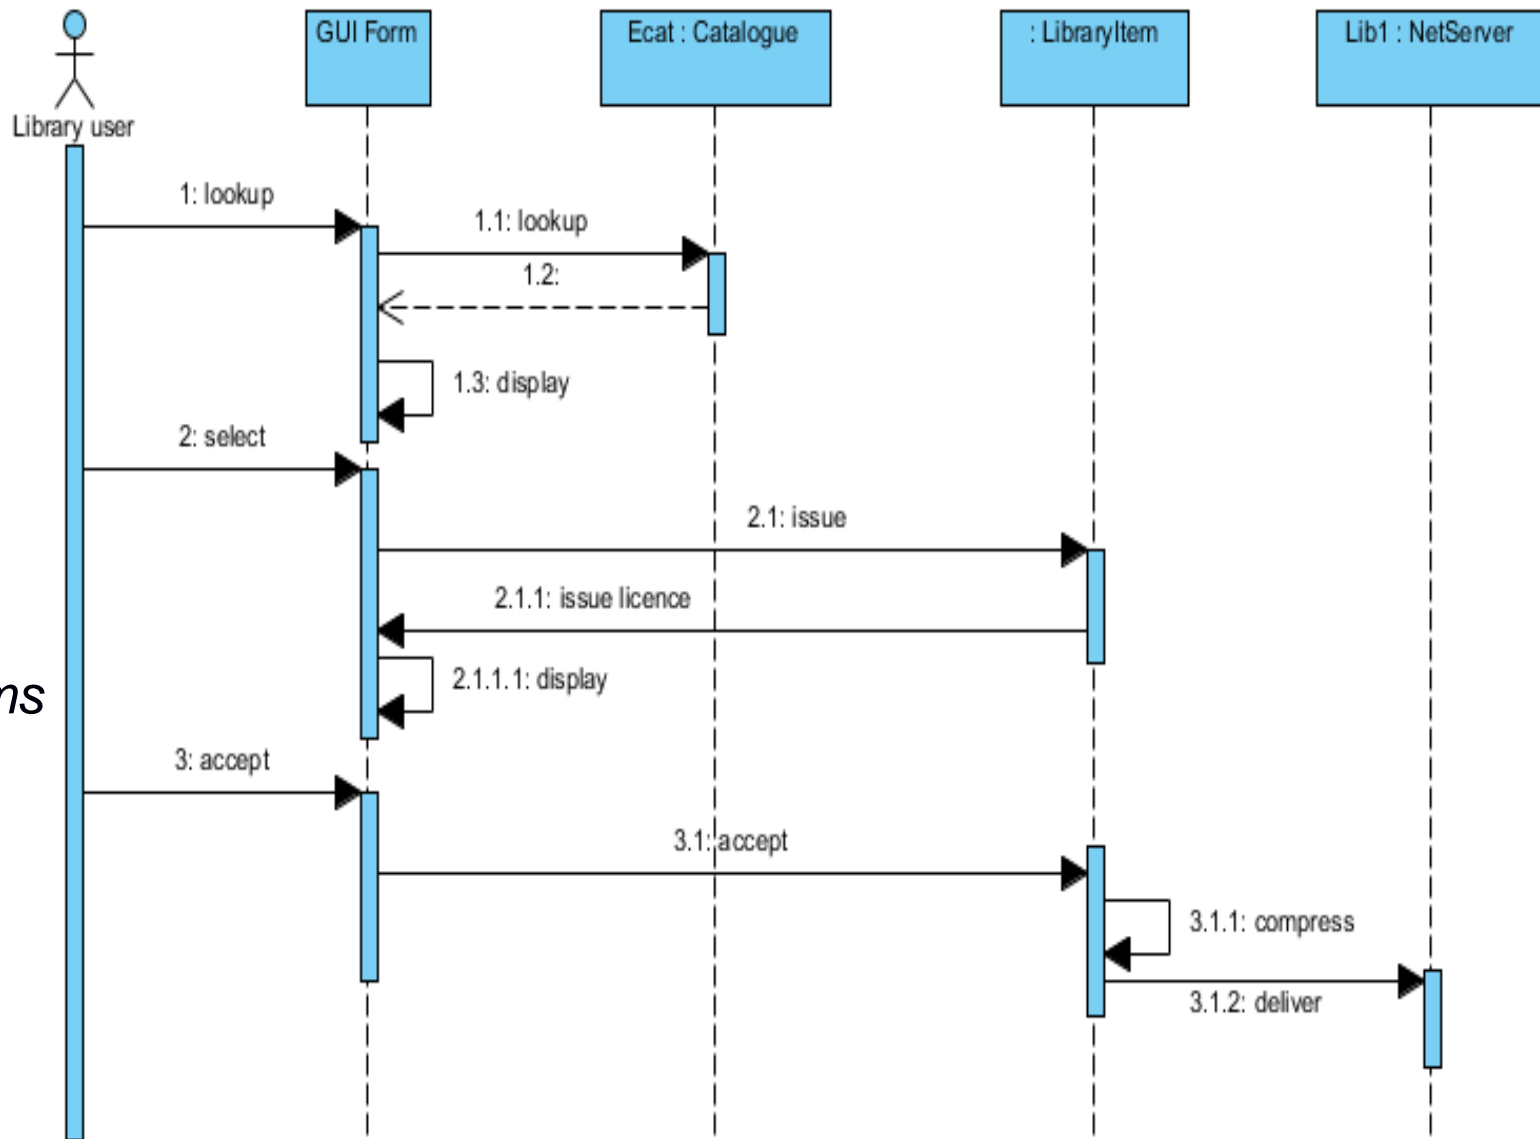 GUI Form
Ecat : Catalogue
: LibraryItem
Lib1 : NetServer
Library user
1: lookup
1.1: lookup
1.2:
1.3: display
2: select
2.1: issue
2.1.1: issue licence
2.1.1.1: display
ms
3: accept
3.1: accept
3.1.1: compress
3.1.2: deliver